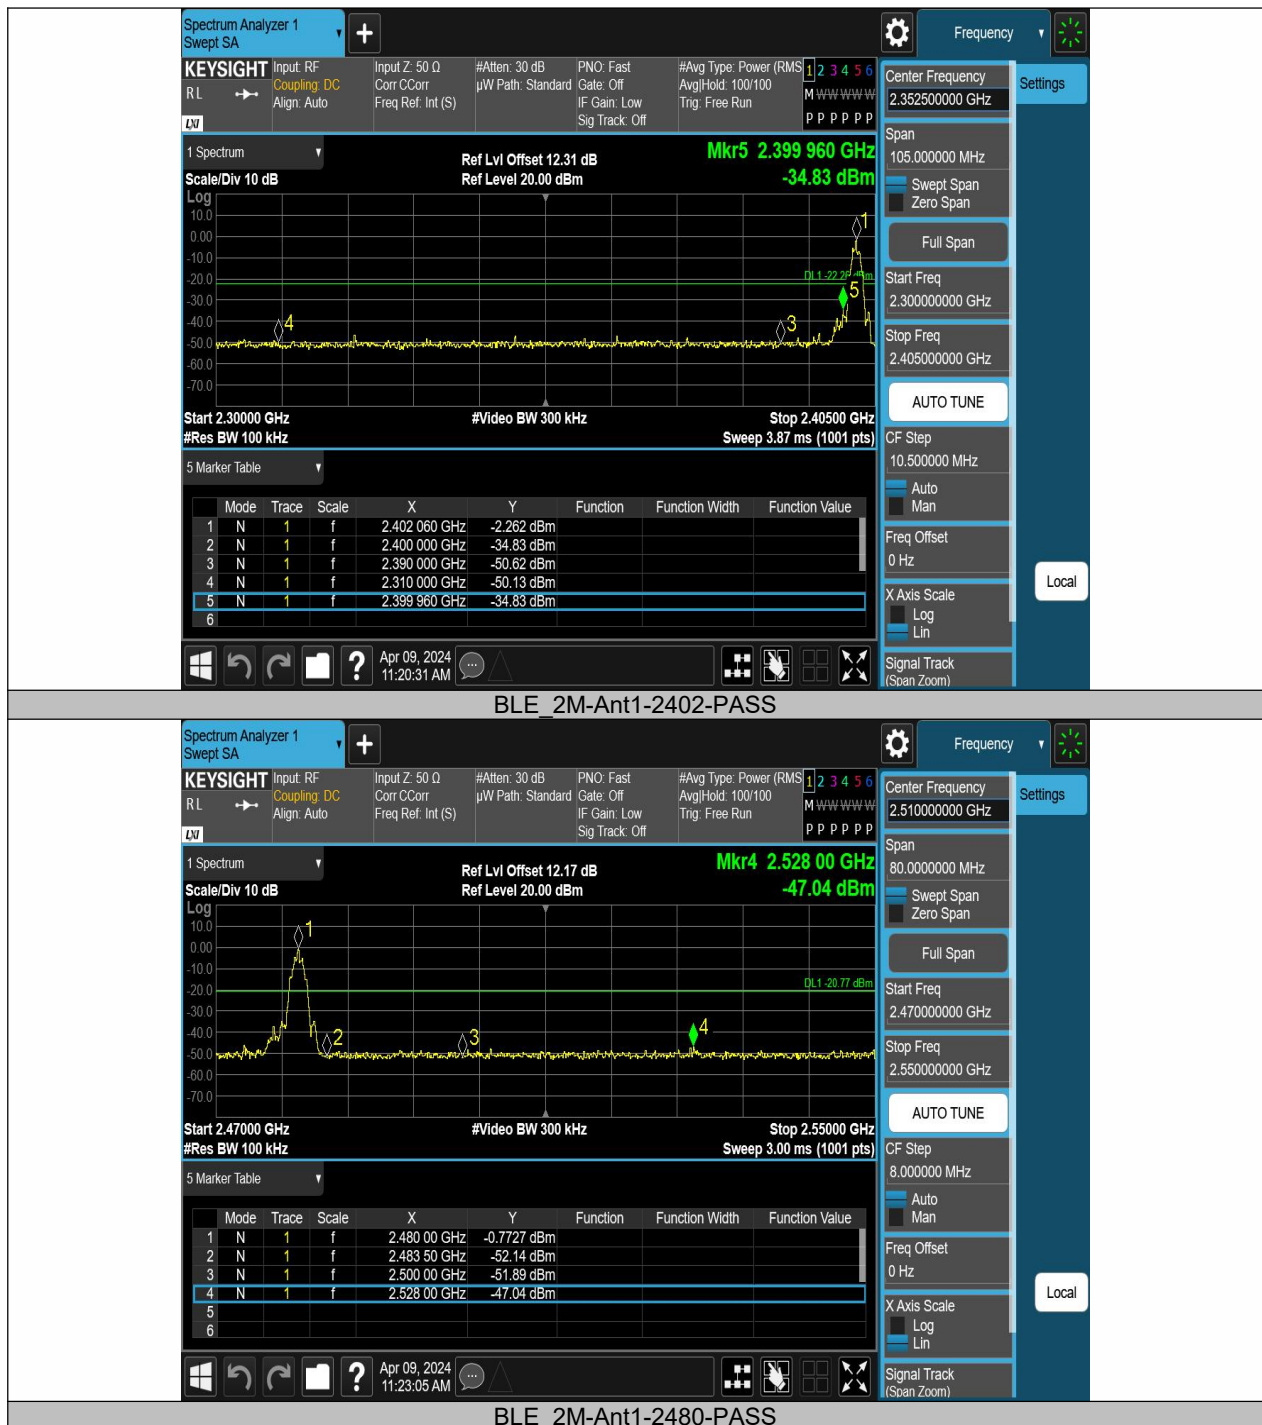 Spectrum Analyzer 1
Swept SA
Frequency
KEYSIGHT
RL
LXI
Input: RF
Coupling: DC
Align: Auto
Input Z: 50 Ω
Corr CCorr
Freq Ref: Int (S)
#Atten: 30 dB
µW Path: Standard
PNO: Fast
Gate: Off
IF Gain: Low
Sig Track: Off
#Avg Type: Power (RMS
Avg|Hold: 100/100
Trig: Free Run
1 2 3 4 5 6
M W W W W W
P P P P P P
1 Spectrum
Scale/Div 10 dB
Ref Lvl Offset 12.31 dB
Ref Level 20.00 dBm
Mkr5 2.399 960 GHz
-34.83 dBm
Log
10.0
0.00
-10.0
-20.0
-30.0
-40.0
-50.0
-60.0
-70.0
1
5
4
3
Start 2.30000 GHz
#Res BW 100 kHz
#Video BW 300 kHz
Stop 2.40500 GHz
Sweep 3.87 ms (1001 pts)
5 Marker Table
Mode Trace Scale X Y Function Function Width Function Value
1 N 1 f 2.402 060 GHz -2.262 dBm
2 N 1 f 2.400 000 GHz -34.83 dBm
3 N 1 f 2.390 000 GHz -50.62 dBm
4 N 1 f 2.310 000 GHz -50.13 dBm
5 N 1 f 2.399 960 GHz -34.83 dBm
6
Apr 09, 2024
11:20:31 AM
Center Frequency
2.352500000 GHz
Settings
Span
105.000000 MHz
Swept Span
Zero Span
Full Span
Start Freq
2.300000000 GHz
Stop Freq
2.405000000 GHz
AUTO TUNE
CF Step
10.500000 MHz
Auto
Man
Freq Offset
0 Hz
Local
X Axis Scale
Log
Lin
Signal Track
(Span Zoom)
BLE_2M-Ant1-2402-PASS
Spectrum Analyzer 1
Swept SA
Frequency
KEYSIGHT
RL
LXI
Input: RF
Coupling: DC
Align: Auto
Input Z: 50 Ω
Corr CCorr
Freq Ref: Int (S)
#Atten: 30 dB
µW Path: Standard
PNO: Fast
Gate: Off
IF Gain: Low
Sig Track: Off
#Avg Type: Power (RMS
Avg|Hold: 100/100
Trig: Free Run
1 2 3 4 5 6
M W W W W W
P P P P P P
1 Spectrum
Scale/Div 10 dB
Ref Lvl Offset 12.17 dB
Ref Level 20.00 dBm
Mkr4 2.528 00 GHz
-47.04 dBm
Log
10.0
0.00
-10.0
-20.0
-30.0
-40.0
-50.0
-60.0
-70.0
1
DL1 -20.77 dBm
2
3
4
Start 2.47000 GHz
#Res BW 100 kHz
#Video BW 300 kHz
Stop 2.55000 GHz
Sweep 3.00 ms (1001 pts)
5 Marker Table
Mode Trace Scale X Y Function Function Width Function Value
1 N 1 f 2.480 00 GHz -0.7727 dBm
2 N 1 f 2.483 50 GHz -52.14 dBm
3 N 1 f 2.500 00 GHz -51.89 dBm
4 N 1 f 2.528 00 GHz -47.04 dBm
5
6
Apr 09, 2024
11:23:05 AM
Center Frequency
2.510000000 GHz
Settings
Span
80.0000000 MHz
Swept Span
Zero Span
Full Span
Start Freq
2.470000000 GHz
Stop Freq
2.550000000 GHz
AUTO TUNE
CF Step
8.000000 MHz
Auto
Man
Freq Offset
0 Hz
Local
X Axis Scale
Log
Lin
Signal Track
(Span Zoom)
BLE_2M-Ant1-2480-PASS